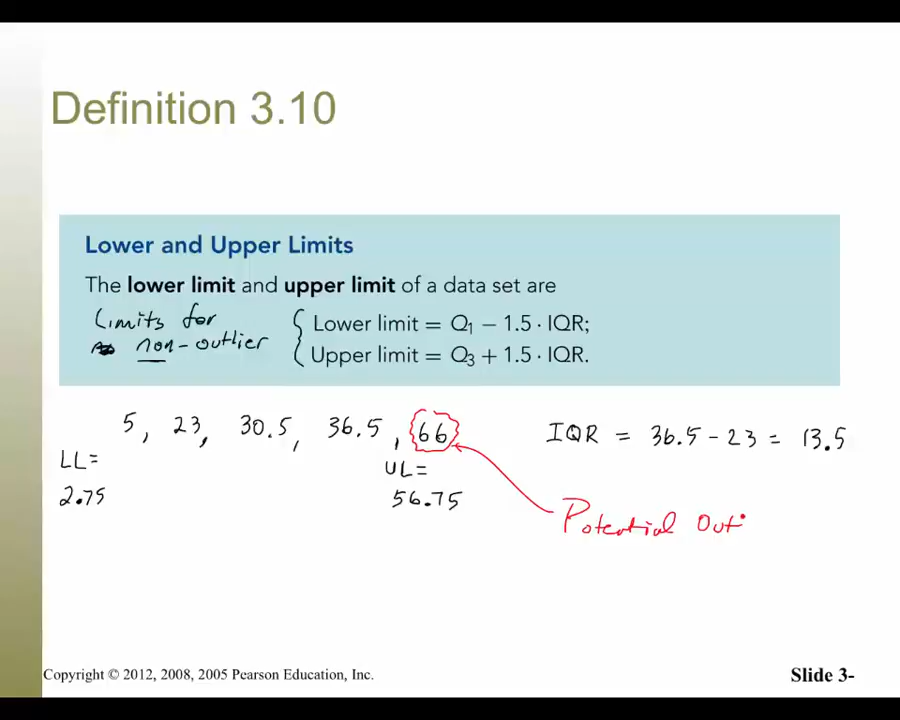 Definition 3.10
Lower and Upper Limits
The lower limit and upper limit of a data set are
Limits for
non-outlier
Lower limit = Q₁ − 1.5 · IQR;
Upper limit = Q₃ + 1.5 · IQR.
5, 23, 30.5, 36.5, 66
IQR = 36.5 - 23 = 13.5
LL=
2.75
UL=
56.75
Potential Out
Copyright © 2012, 2008, 2005 Pearson Education, Inc.
Slide 3-